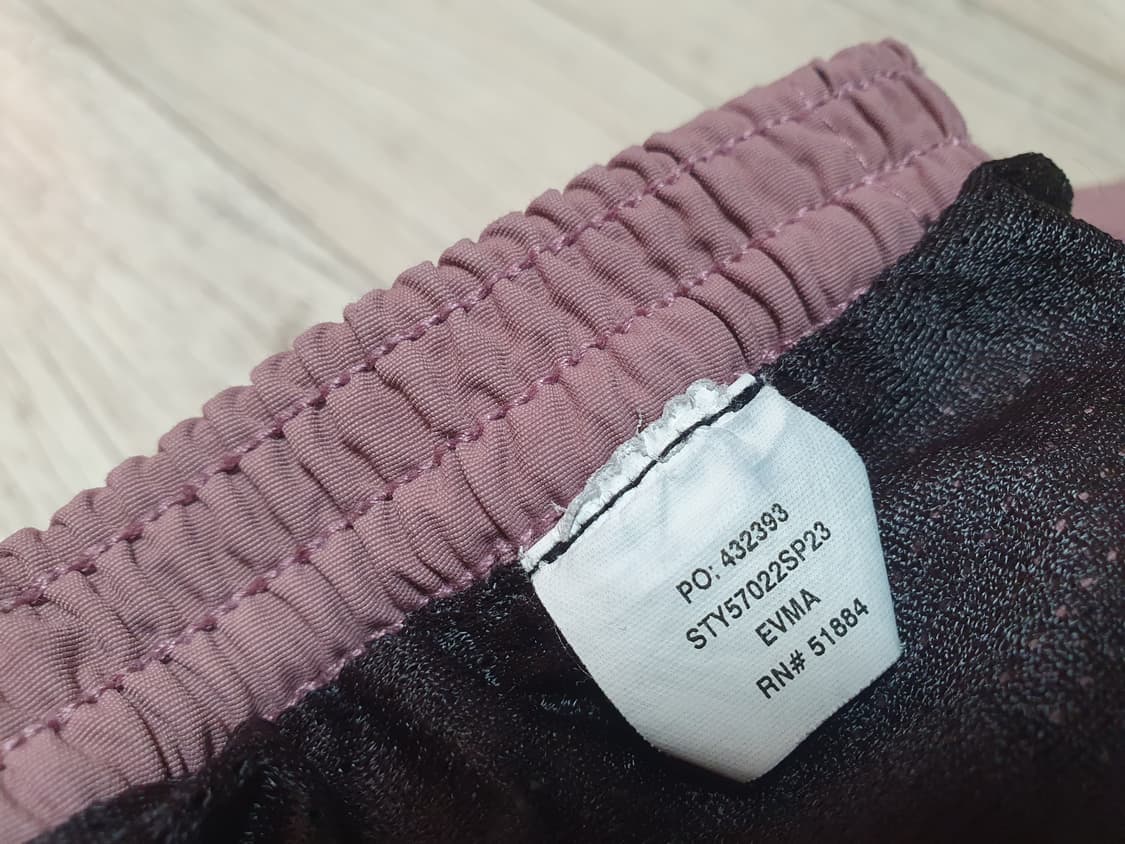 PO: 432393
STY57022SP23
EVMA
RN# 51884